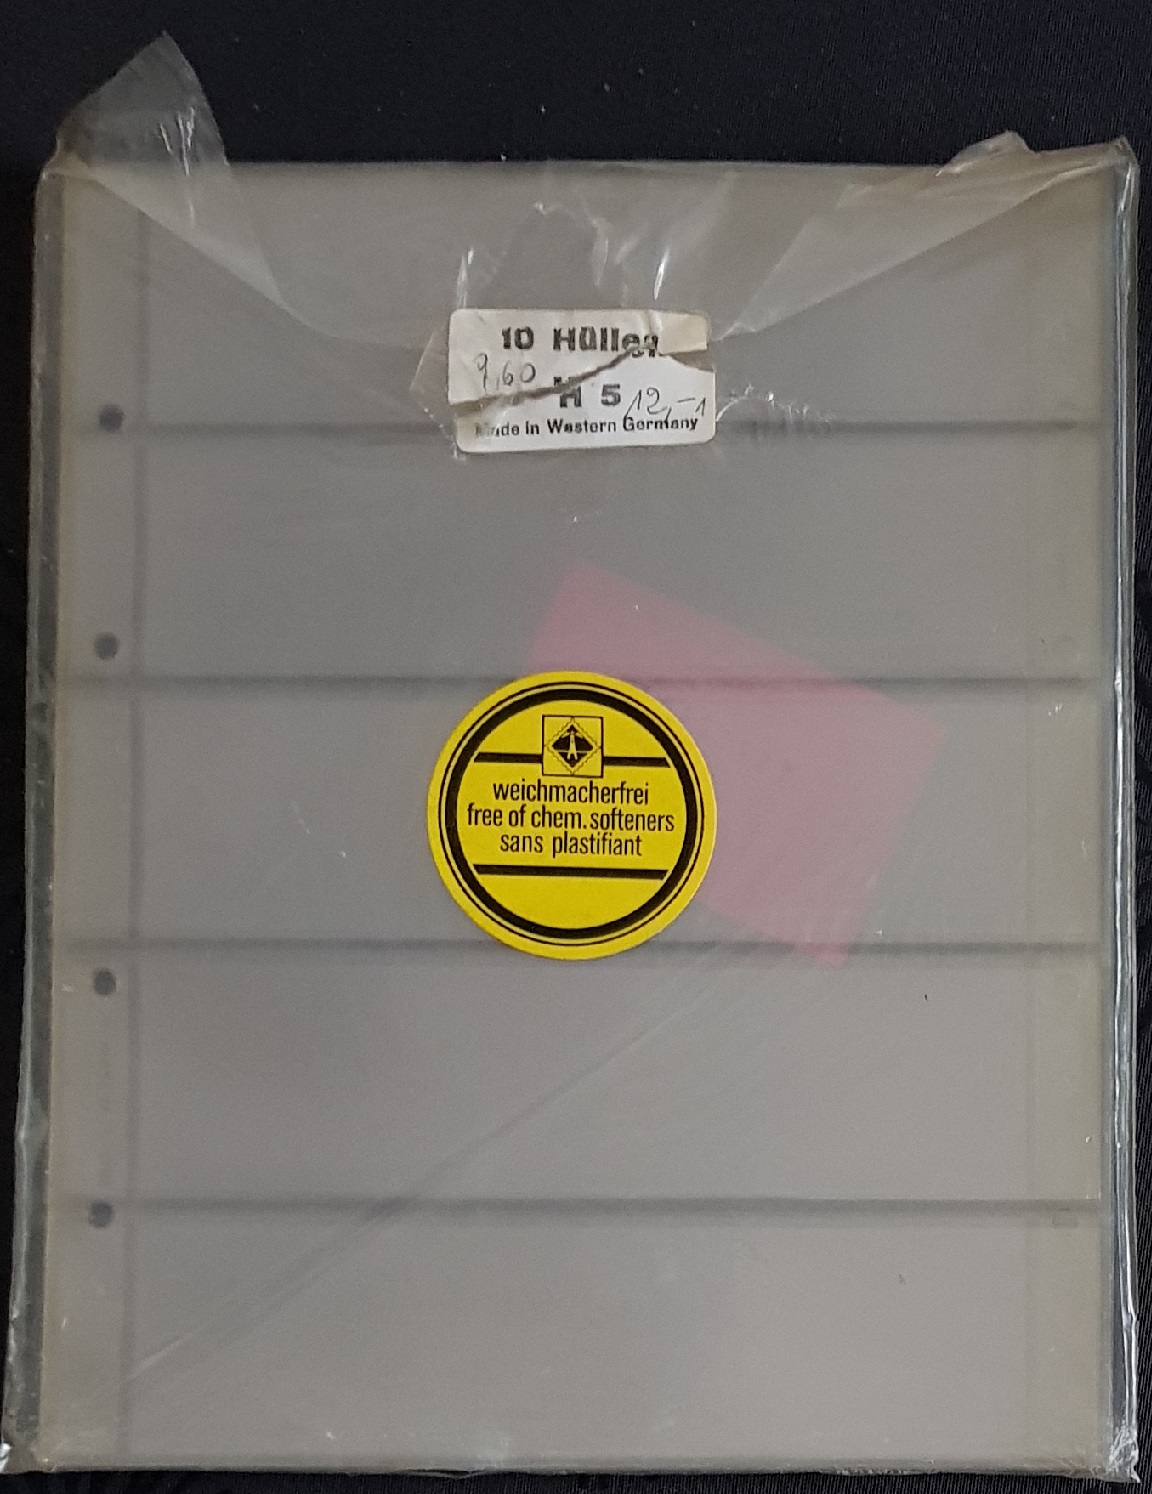 10 Hüllen
9,60
H 5 12,-
Made in Western Germany
weichmacherfrei
free of chem. softeners
sans plastifiant